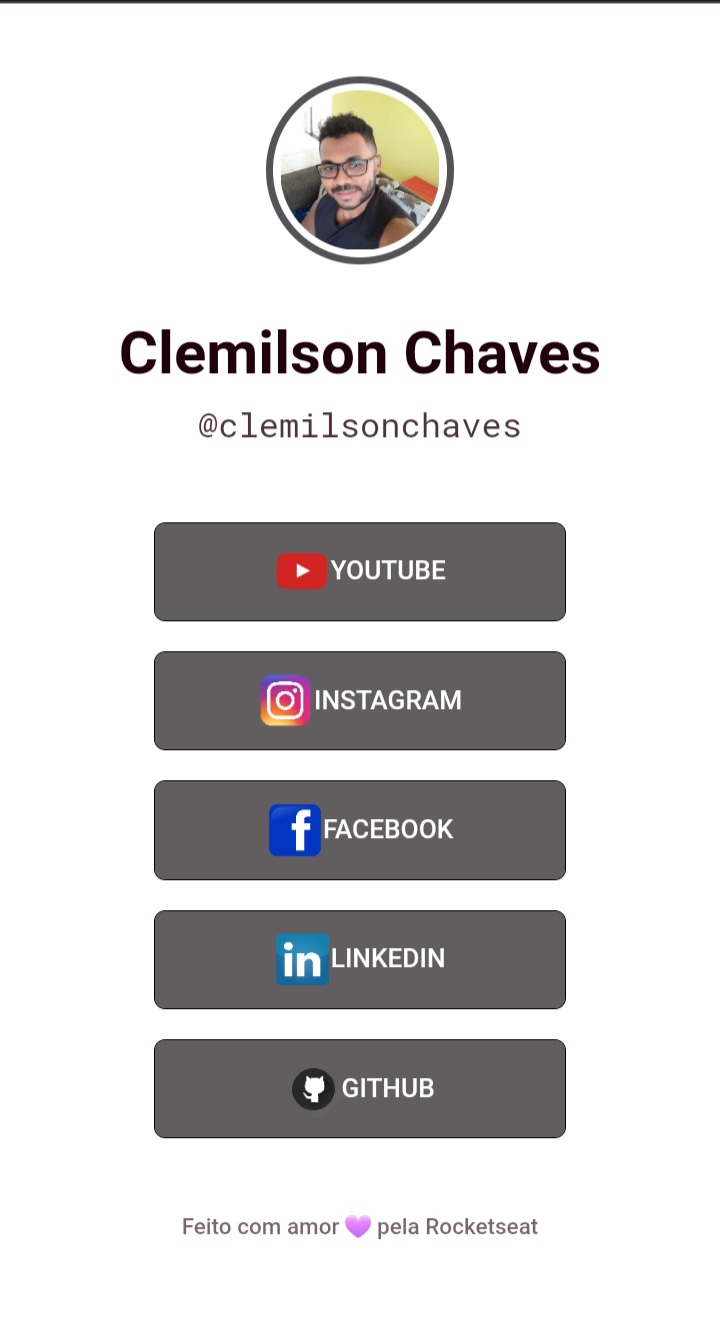 Clemilson Chaves
@clemilsonchaves
YOUTUBE
INSTAGRAM
FACEBOOK
LINKEDIN
GITHUB
Feito com amor 💜 pela Rocketseat